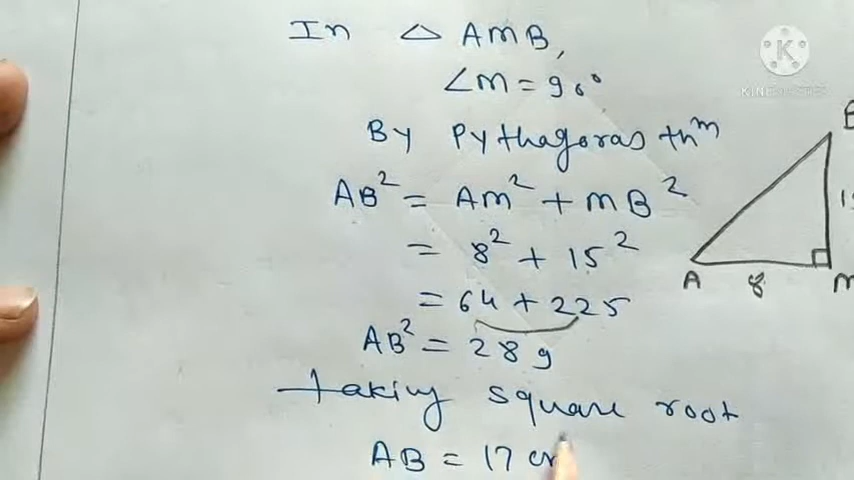 In △ AMB,
∠M = 90°
By Pythagoras thm
AB² = AM² + MB²
= 8² + 15²
= 64 + 225
AB² = 289
taking square root
AB = 17 cm
A
8
M
K